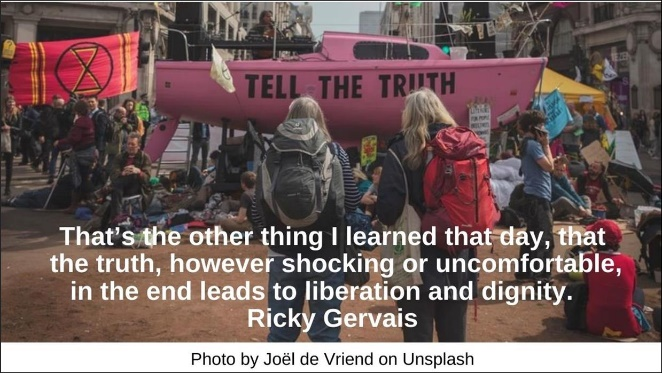 TELL THE TRUTH
That’s the other thing I learned that day, that
the truth, however shocking or uncomfortable,
in the end leads to liberation and dignity.
Ricky Gervais
Photo by Joël de Vriend on Unsplash